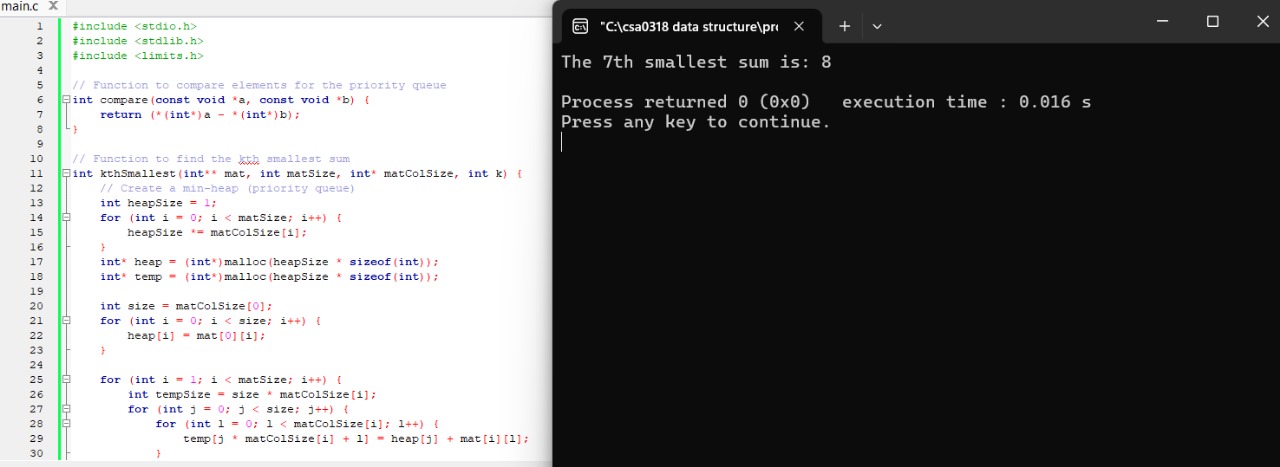 main.c X
1 #include <stdio.h>
2 #include <stdlib.h>
3 #include <limits.h>
4
5 // Function to compare elements for the priority queue
6 int compare(const void *a, const void *b) {
7     return (*(int*)a - *(int*)b);
8 }
9
10 // Function to find the kth smallest sum
11 int kthSmallest(int** mat, int matSize, int* matColSize, int k) {
12     // Create a min-heap (priority queue)
13     int heapSize = 1;
14     for (int i = 0; i < matSize; i++) {
15         heapSize *= matColSize[i];
16     }
17     int* heap = (int*)malloc(heapSize * sizeof(int));
18     int* temp = (int*)malloc(heapSize * sizeof(int));
19
20     int size = matColSize[0];
21     for (int i = 0; i < size; i++) {
22         heap[i] = mat[0][i];
23     }
24
25     for (int i = 1; i < matSize; i++) {
26         int tempSize = size * matColSize[i];
27         for (int j = 0; j < size; j++) {
28             for (int l = 0; l < matColSize[i]; l++) {
29                 temp[j * matColSize[i] + l] = heap[j] + mat[i][l];
30             }
"C:\csa0318 data structure\pr
The 7th smallest sum is: 8
Process returned 0 (0x0)   execution time : 0.016 s
Press any key to continue.